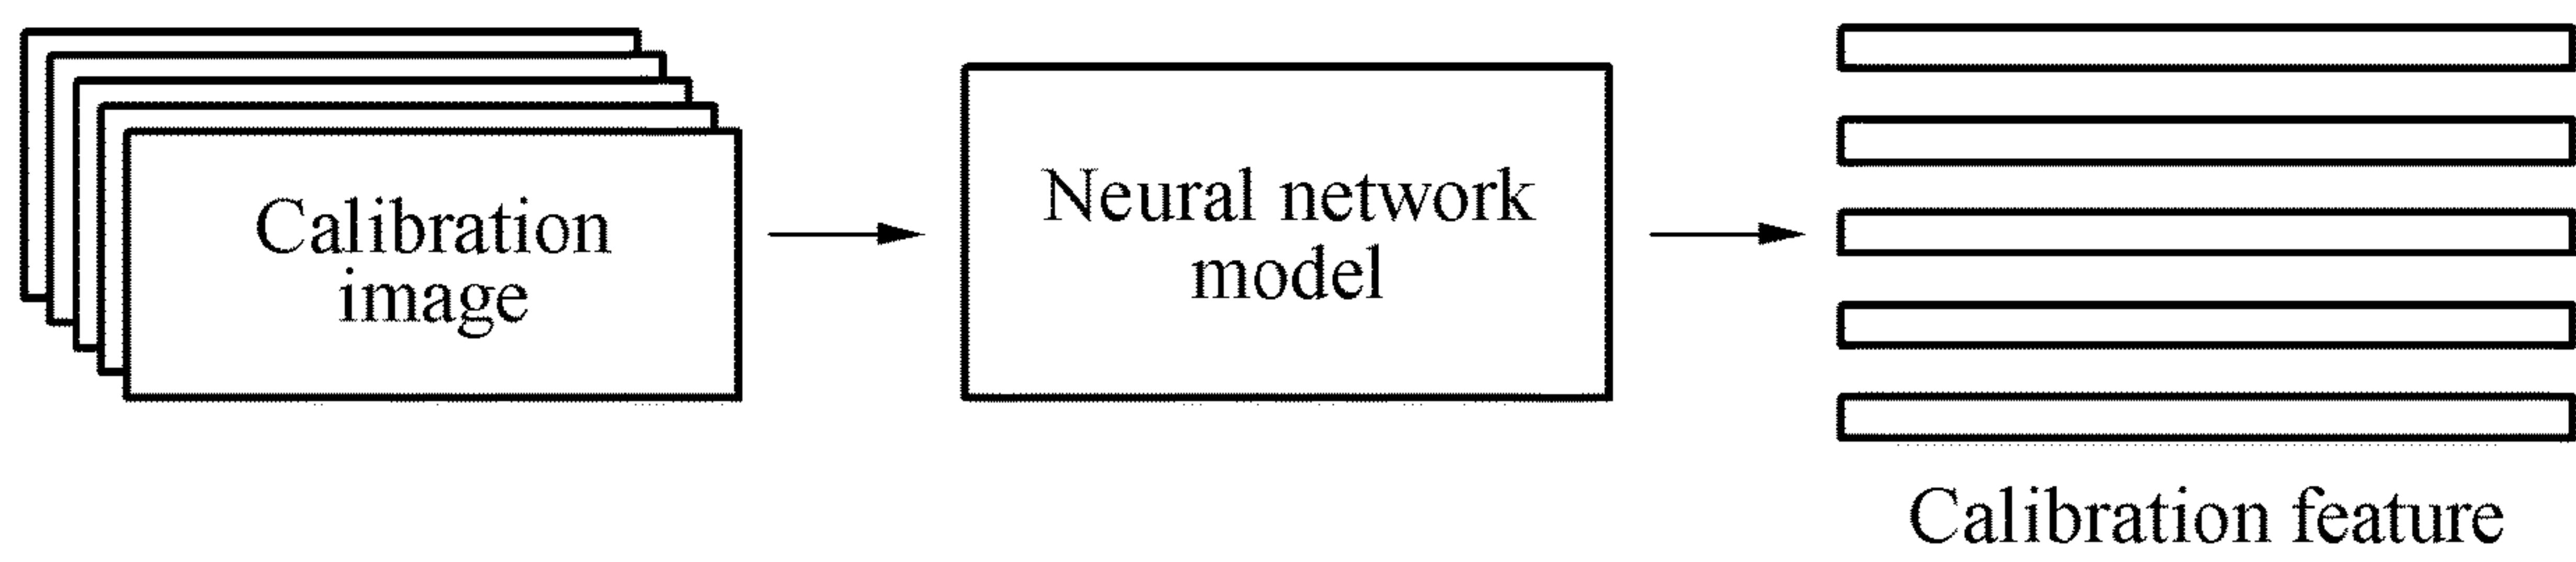 Calibration
image
Neural network
model
Calibration feature